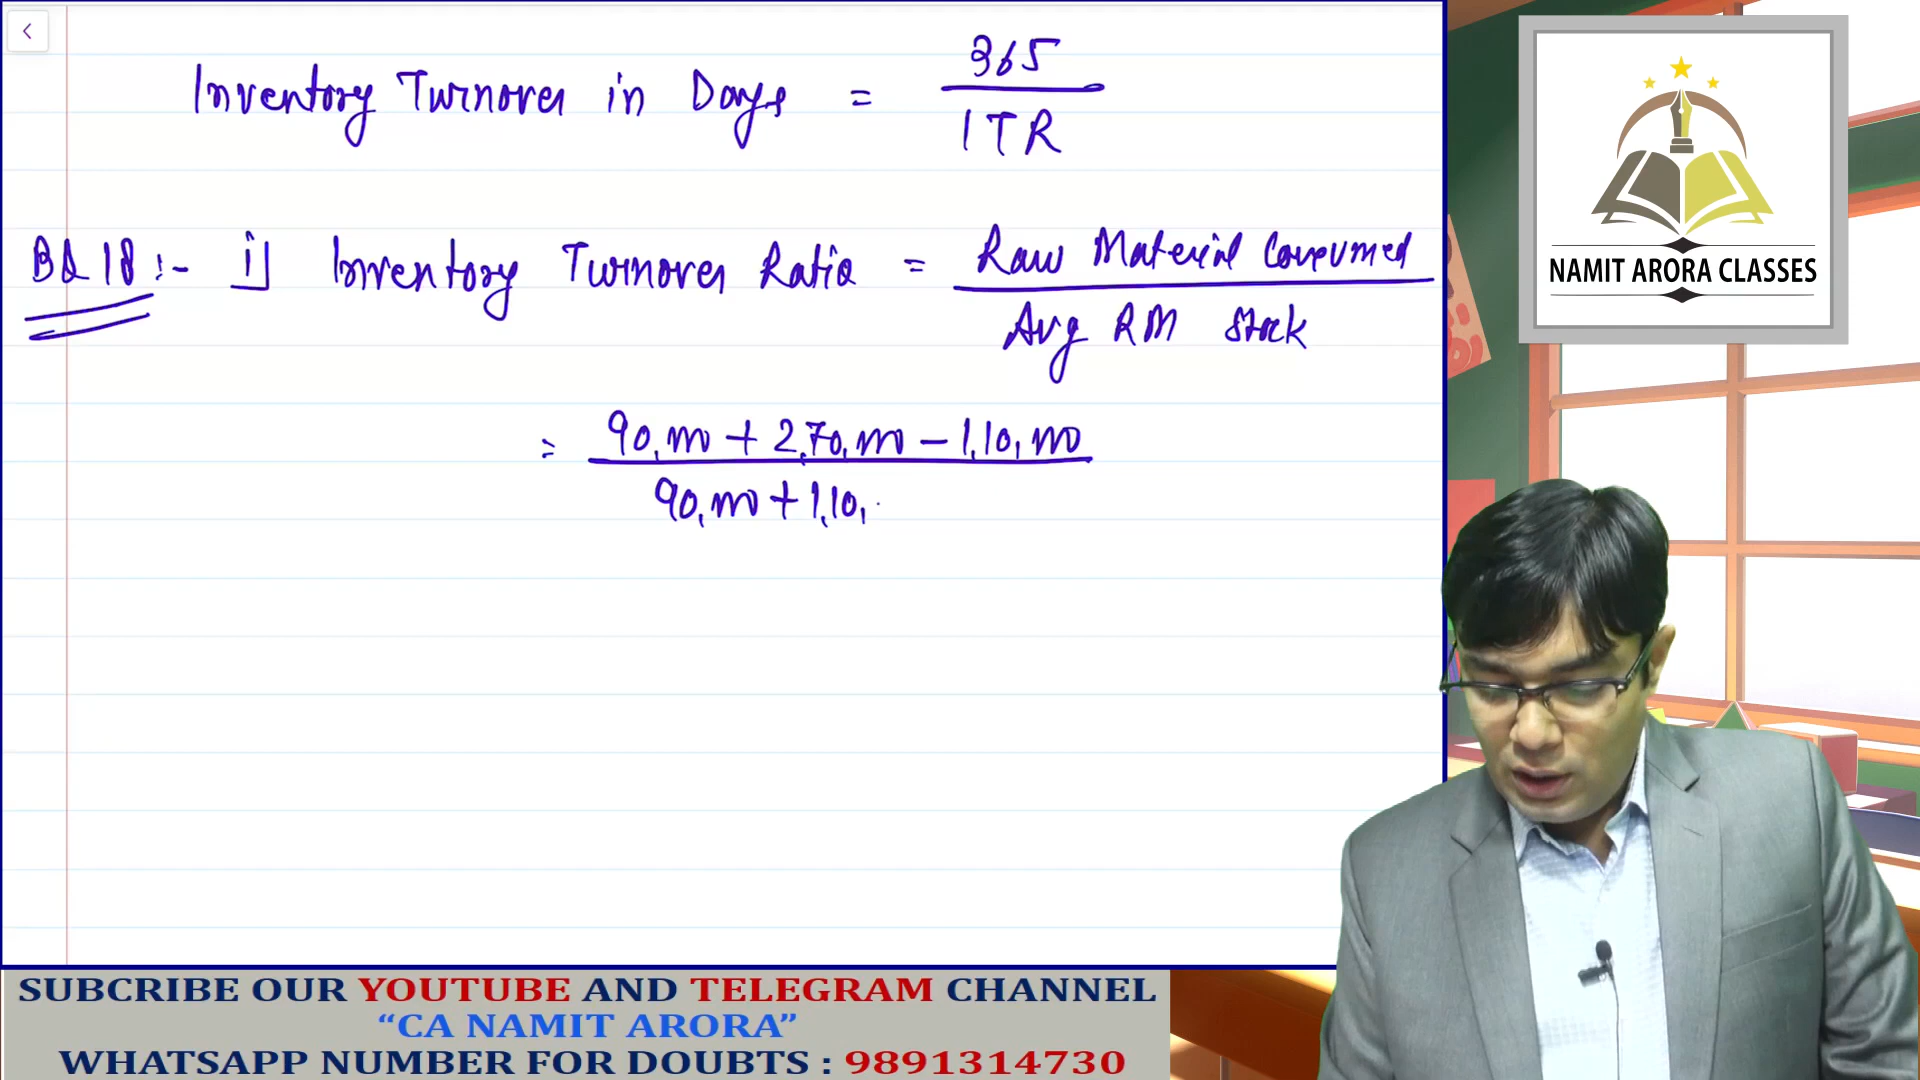 Inventory Turnover in Days = 365 / ITR
BQ 18 :- i] Inventory Turnover Ratio = Raw Material Consumed / Avg RM Stock
= 90,000 + 2,70,000 - 1,10,000 / 90,000 + 1,10,
NAMIT ARORA CLASSES
SUBCRIBE OUR YOUTUBE AND TELEGRAM CHANNEL
“CA NAMIT ARORA”
WHATSAPP NUMBER FOR DOUBTS : 9891314730